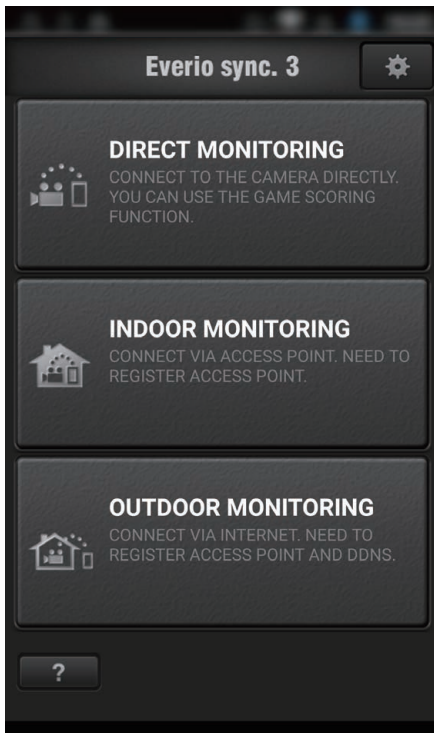 Everio sync. 3
DIRECT MONITORING
CONNECT TO THE CAMERA DIRECTLY.
YOU CAN USE THE GAME SCORING
FUNCTION.
INDOOR MONITORING
CONNECT VIA ACCESS POINT. NEED TO
REGISTER ACCESS POINT.
OUTDOOR MONITORING
CONNECT VIA INTERNET. NEED TO
REGISTER ACCESS POINT AND DDNS.
?